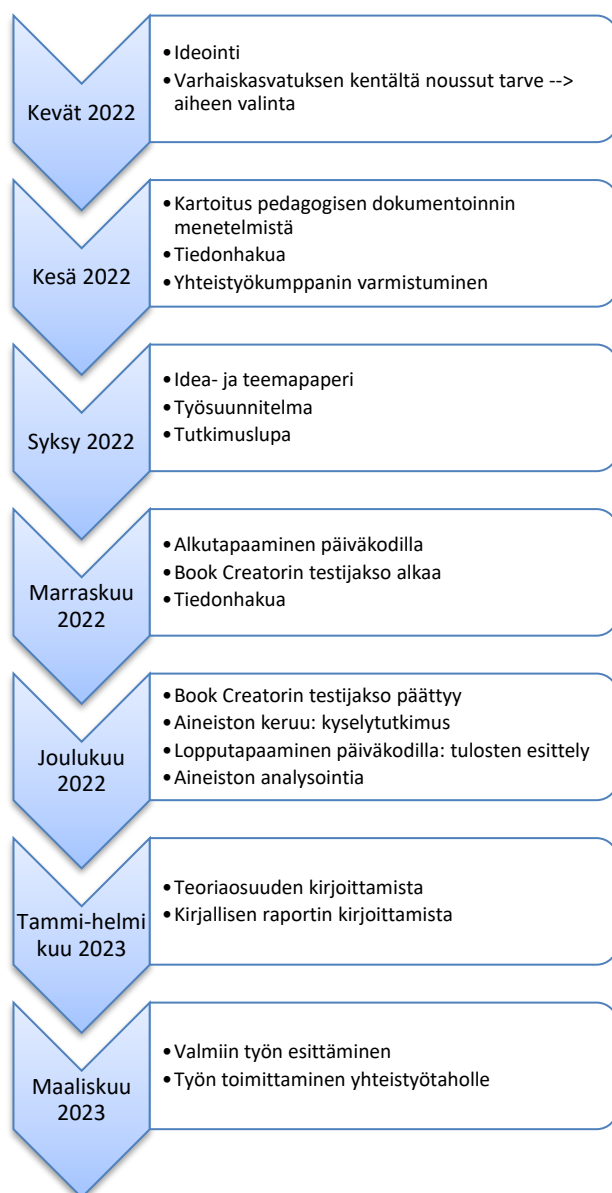 Kevät 2022
•Ideointi
•Varhaiskasvatuksen kentältä noussut tarve -->
aiheen valinta
Kesä 2022
•Kartoitus pedagogisen dokumentoinnin
menetelmistä
•Tiedonhakua
•Yhteistyökumppanin varmistuminen
Syksy 2022
•Idea- ja teemapaperi
•Työsuunnitelma
•Tutkimuslupa
Marraskuu
2022
•Alkutapaaminen päiväkodilla
•Book Creatorin testijakso alkaa
•Tiedonhakua
Joulukuu
2022
•Book Creatorin testijakso päättyy
•Aineiston keruu: kyselytutkimus
•Lopputapaaminen päiväkodilla: tulosten esittely
•Aineiston analysointia
Tammi-helmi
kuu 2023
•Teoriaosuuden kirjoittamista
•Kirjallisen raportin kirjoittamista
Maaliskuu
2023
•Valmiin työn esittäminen
•Työn toimittaminen yhteistyötaholle